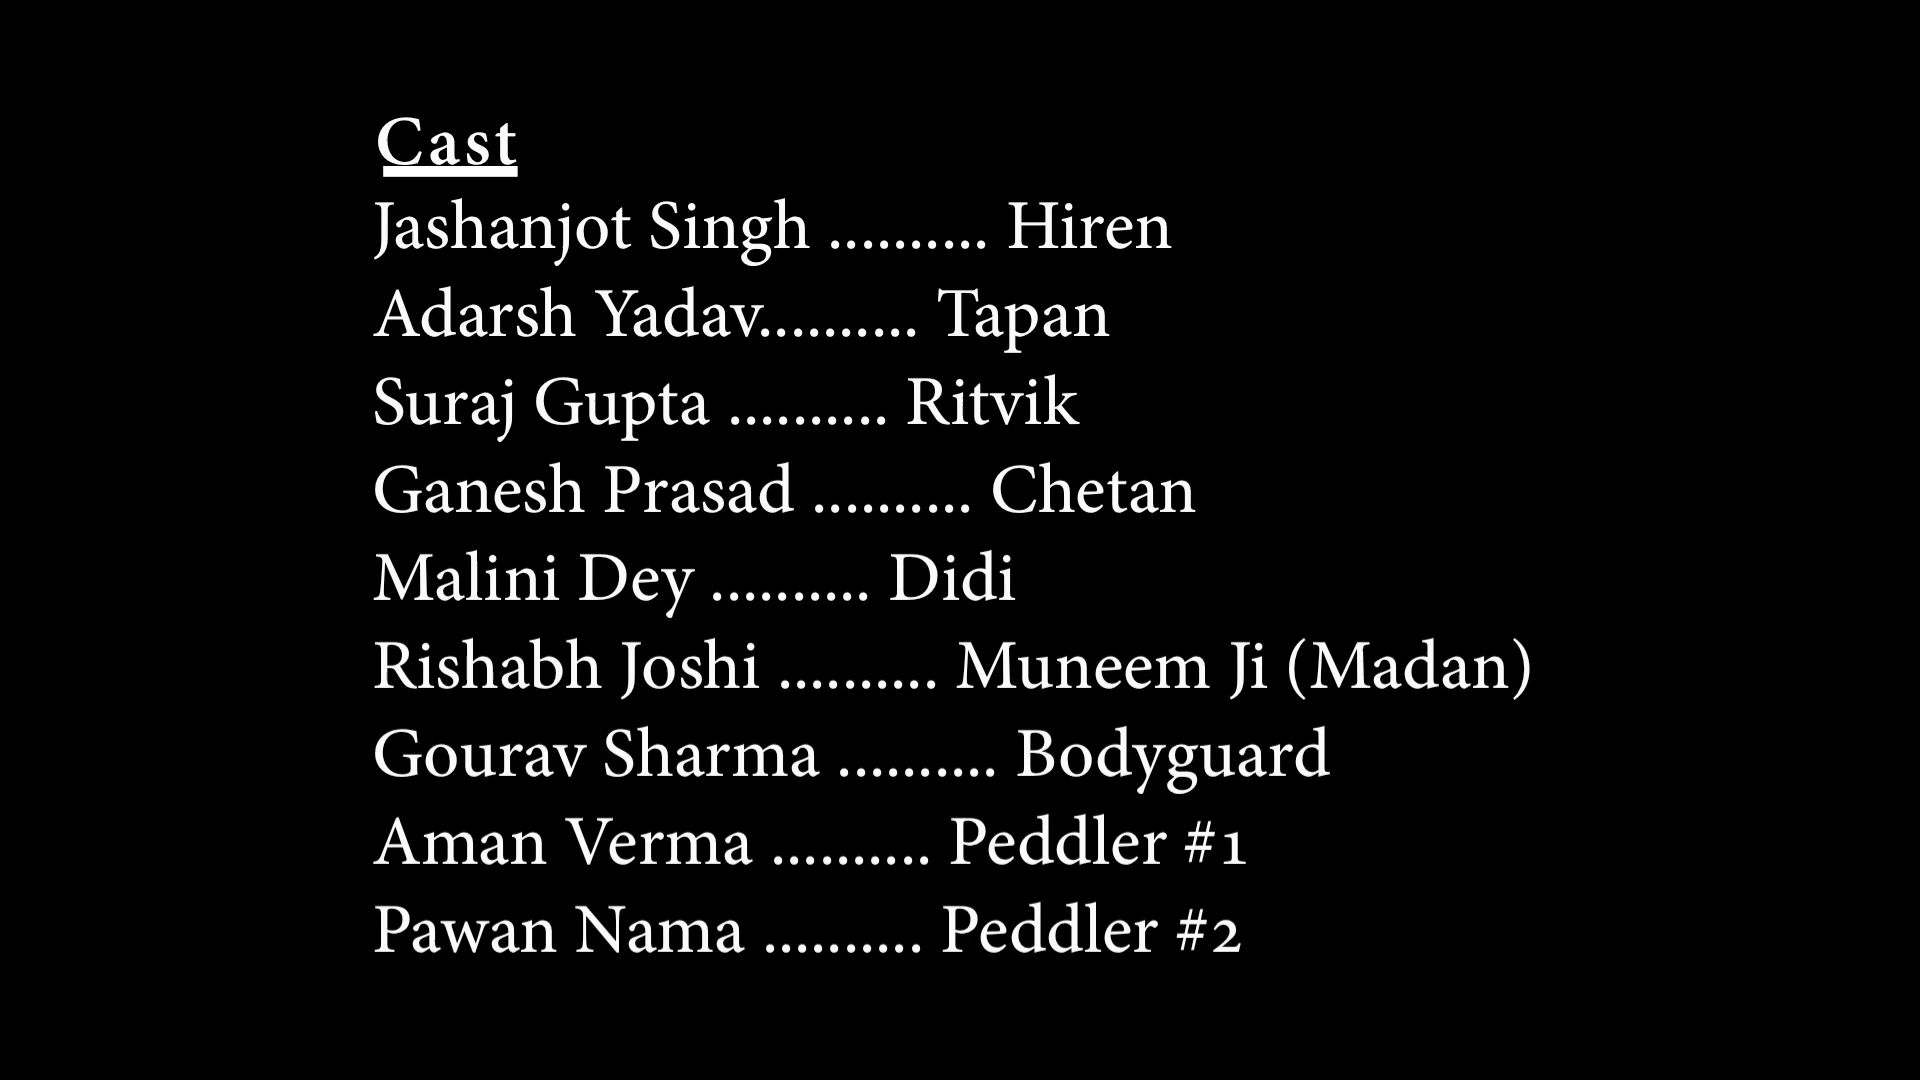 Cast
Jashanjot Singh .......... Hiren
Adarsh Yadav.......... Tapan
Suraj Gupta .......... Ritvik
Ganesh Prasad .......... Chetan
Malini Dey .......... Didi
Rishabh Joshi .......... Muneem Ji (Madan)
Gourav Sharma .......... Bodyguard
Aman Verma .......... Peddler #1
Pawan Nama .......... Peddler #2